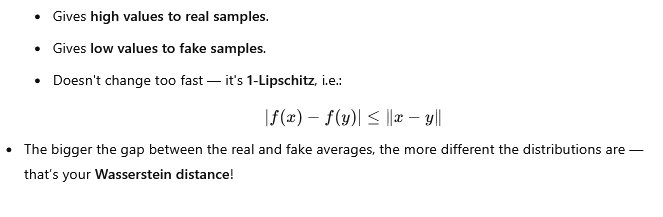 • Gives high values to real samples.
• Gives low values to fake samples.
• Doesn't change too fast — it's 1-Lipschitz, i.e.:
|f(x) − f(y)| ≤ ‖x − y‖
• The bigger the gap between the real and fake averages, the more different the distributions are —
that's your Wasserstein distance!